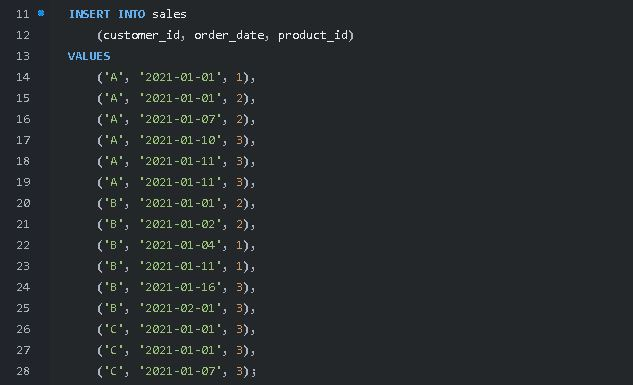 11 INSERT INTO sales
12 (customer_id, order_date, product_id)
13 VALUES
14 ('A', '2021-01-01', 1),
15 ('A', '2021-01-01', 2),
16 ('A', '2021-01-07', 2),
17 ('A', '2021-01-10', 3),
18 ('A', '2021-01-11', 3),
19 ('A', '2021-01-11', 3),
20 ('B', '2021-01-01', 2),
21 ('B', '2021-01-02', 2),
22 ('B', '2021-01-04', 1),
23 ('B', '2021-01-11', 1),
24 ('B', '2021-01-16', 3),
25 ('B', '2021-02-01', 3),
26 ('C', '2021-01-01', 3),
27 ('C', '2021-01-01', 3),
28 ('C', '2021-01-07', 3);